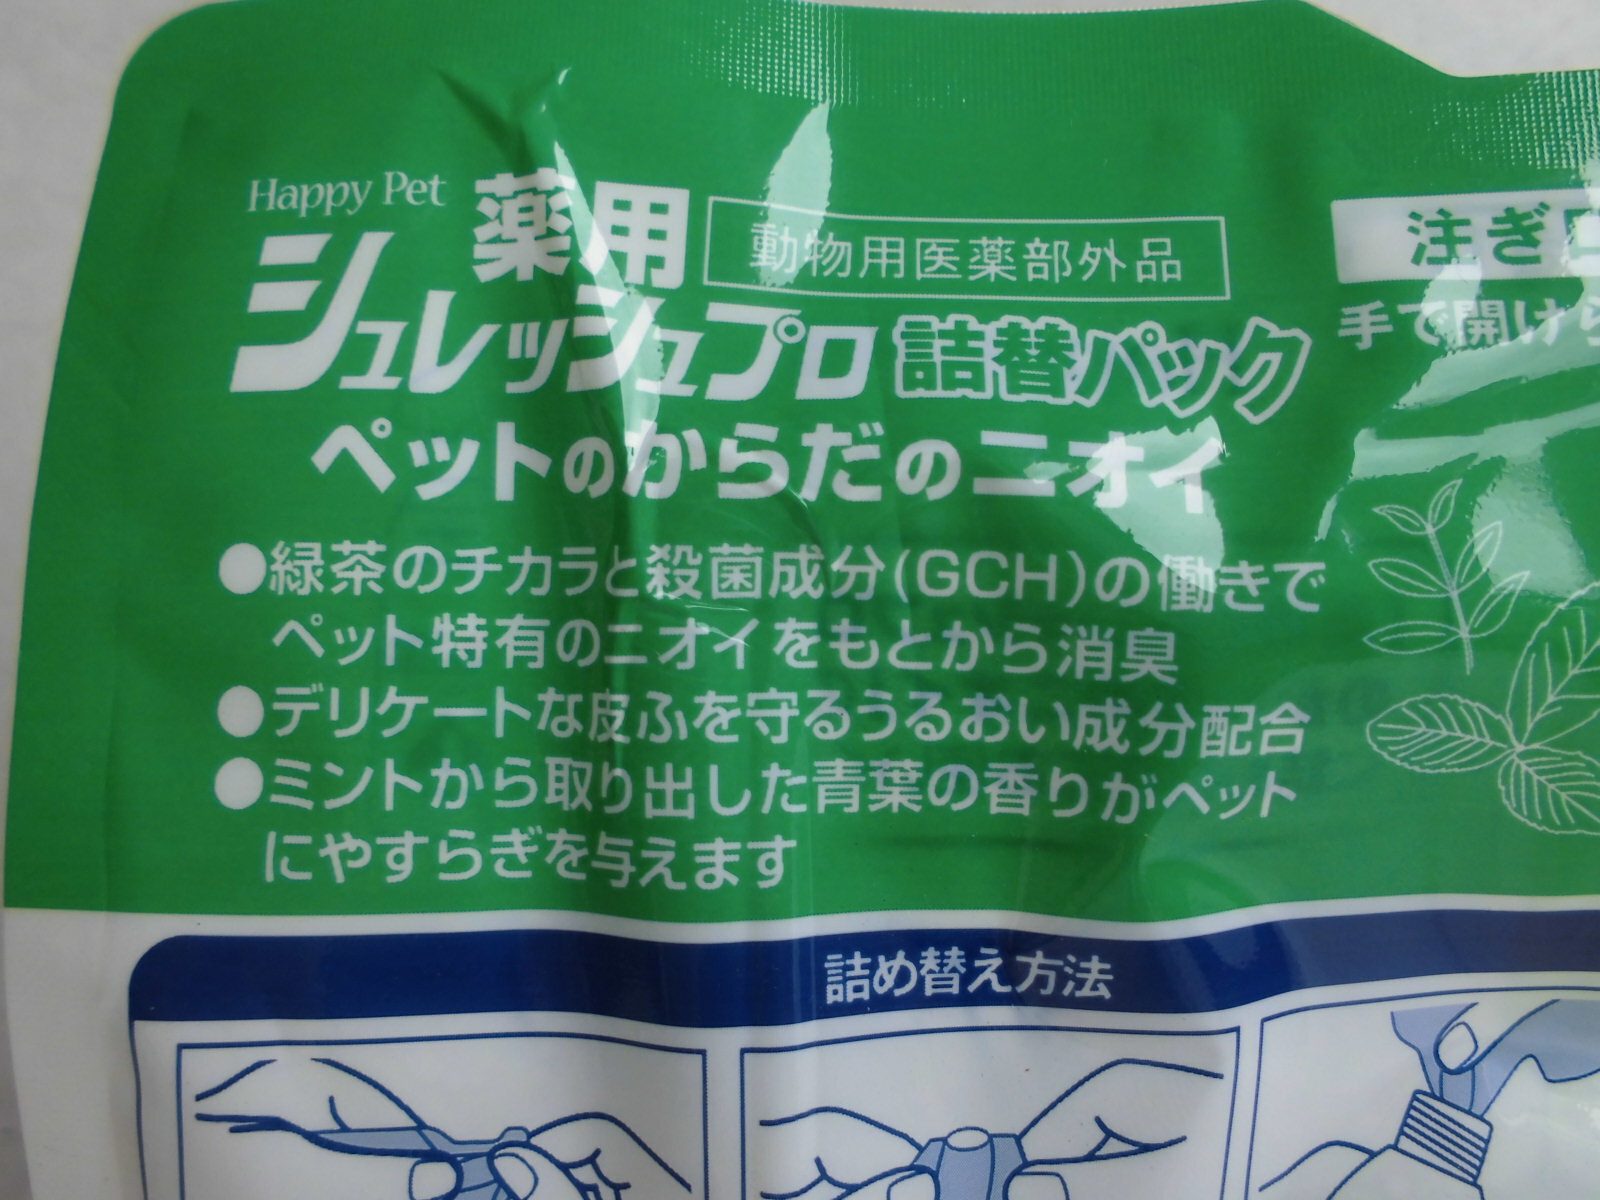 Happy Pet 薬用 動物用医薬部外品
シュレッシュプロ 詰替パック
ペットのからだのニオイ
●緑茶のチカラと殺菌成分(GCH)の働きで
ペット特有のニオイをもとから消臭
●デリケートな皮ふを守るうるおい成分配合
●ミントから取り出した青葉の香りがペット
にやすらぎを与えます
注ぎ
手で開けら
詰め替え方法